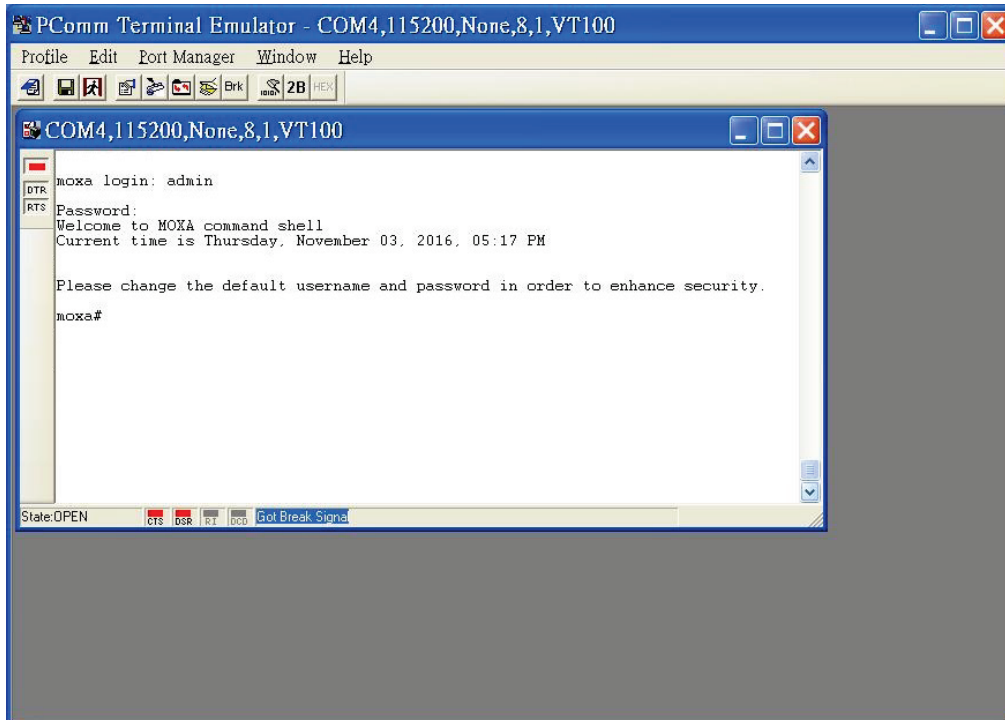 PComm Terminal Emulator - COM4,115200,None,8,1,VT100
Profile Edit Port Manager Window Help
Brk 2B HEX
COM4,115200,None,8,1,VT100
DTR
RTS
moxa login: admin
Password:
Welcome to MOXA command shell
Current time is Thursday, November 03, 2016, 05:17 PM
Please change the default username and password in order to enhance security.
moxa#
State:OPEN CTS DSR RI DCD Got Break Signal